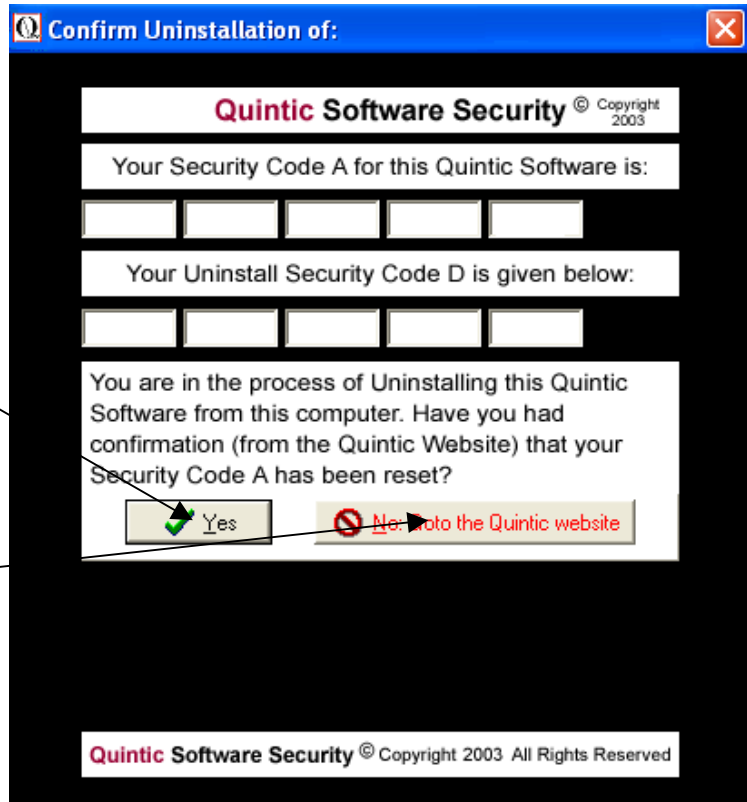 Confirm Uninstallation of:
Quintic Software Security © Copyright 2003
Your Security Code A for this Quintic Software is:
Your Uninstall Security Code D is given below:
You are in the process of Uninstalling this Quintic
Software from this computer. Have you had
confirmation (from the Quintic Website) that your
Security Code A has been reset?
Yes
No: Goto the Quintic website
Quintic Software Security © Copyright 2003 All Rights Reserved